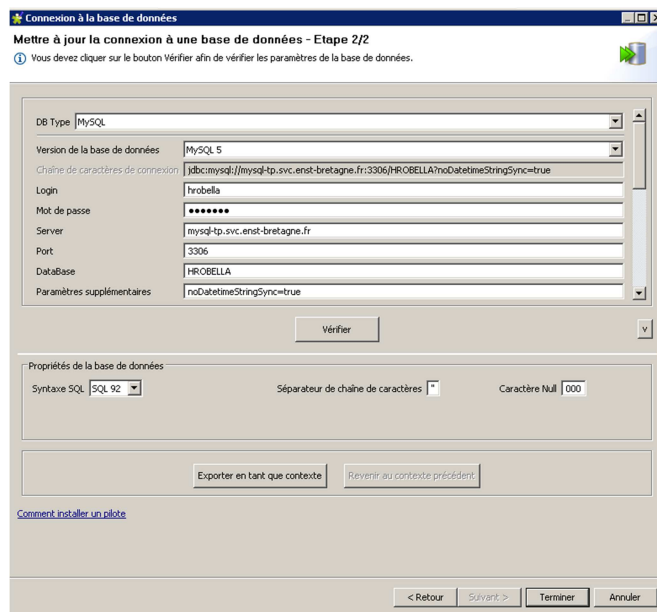 Connexion à la base de données
Mettre à jour la connexion à une base de données - Etape 2/2
Vous devez cliquer sur le bouton Vérifier afin de vérifier les paramètres de la base de données.
DB Type MySQL
Version de la base de données MySQL 5
Chaîne de caractères de connexion jdbc:mysql://mysql-tp.svc.enst-bretagne.fr:3306/HROBELLA?noDatetimeStringSync=true
Login hrobella
Mot de passe ●●●●●●●
Server mysql-tp.svc.enst-bretagne.fr
Port 3306
DataBase HROBELLA
Paramètres supplémentaires noDatetimeStringSync=true
Vérifier v
Propriétés de la base de données
Syntaxe SQL SQL 92 Séparateur de chaîne de caractères " Caractère Null 000
Exporter en tant que contexte Revenir au contexte précédent
Comment installer un pilote
< Retour Suivant > Terminer Annuler